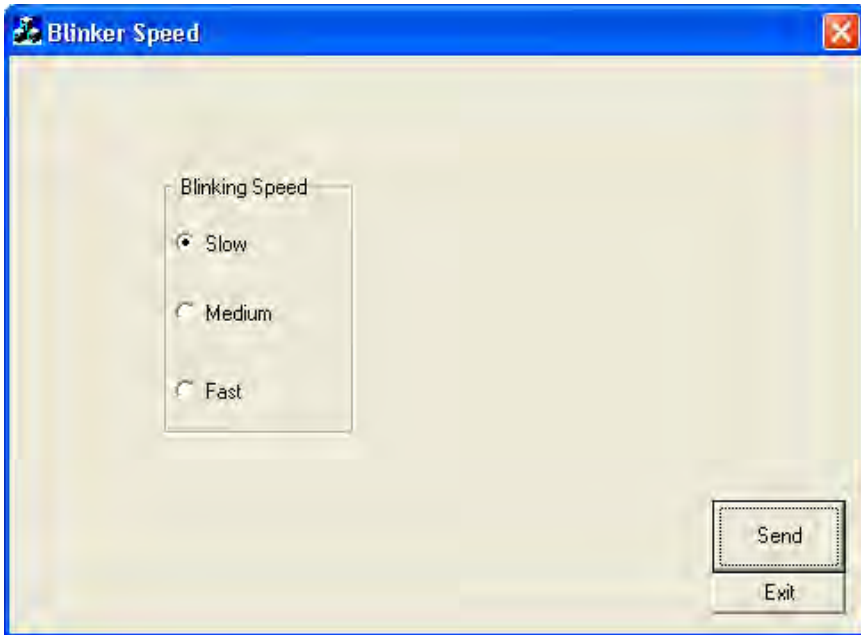 Blinker Speed
Blinking Speed
Slow
Medium
Fast
Send
Exit